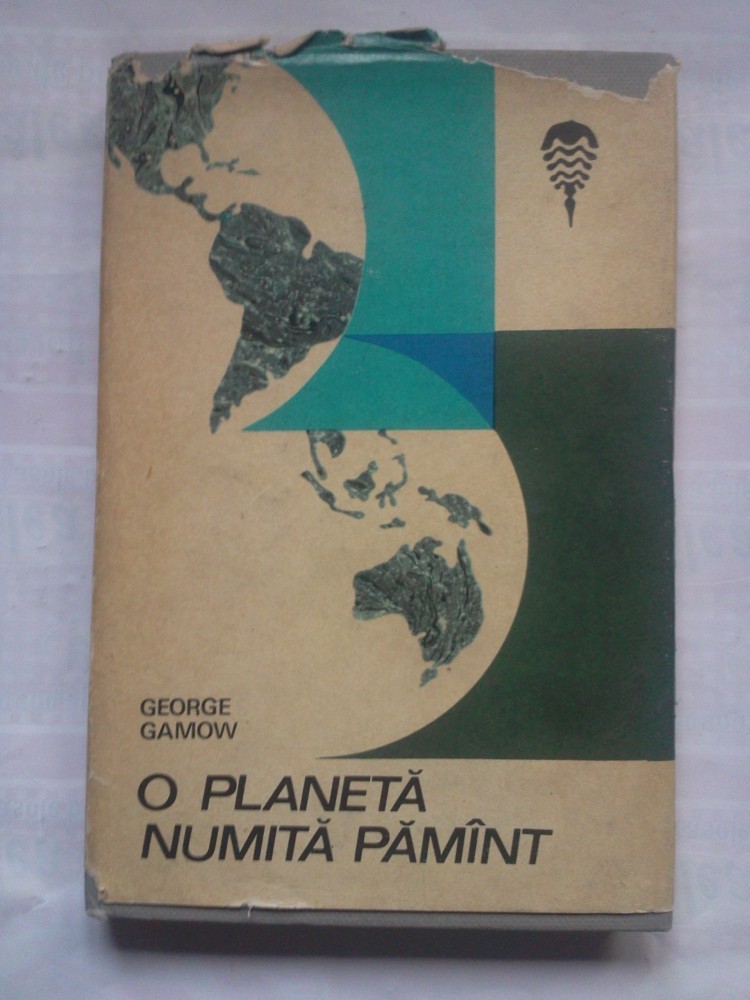 GEORGE
GAMOW
O PLANETĂ
NUMITĂ PĂMÎNT